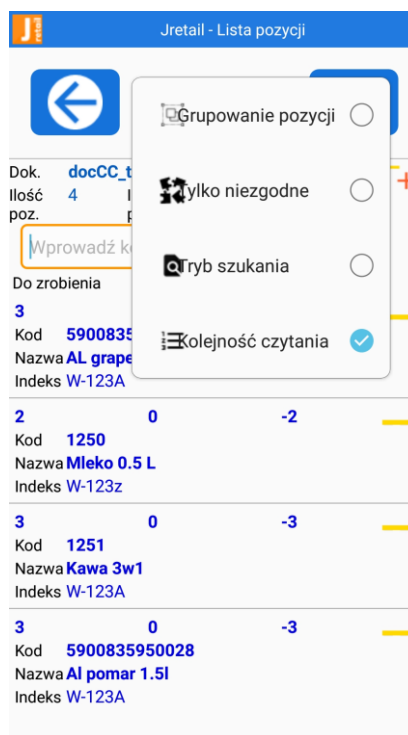 J retail
Jretail - Lista pozycji
Grupowanie pozycji
Tylko niezgodne
Tryb szukania
Kolejność czytania
Dok. docCC_t
Ilość 4
poz.
Wprowadź k
Do zrobienia
3
Kod 5900835
Nazwa AL grape
Indeks W-123A
2 0 -2
Kod 1250
Nazwa Mleko 0.5 L
Indeks W-123z
3 0 -3
Kod 1251
Nazwa Kawa 3w1
Indeks W-123A
3 0 -3
Kod 5900835950028
Nazwa Al pomar 1.5l
Indeks W-123A